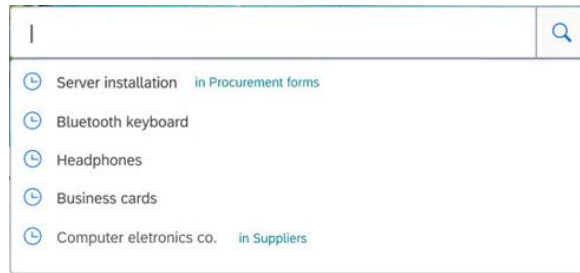 Server installation in Procurement forms
Bluetooth keyboard
Headphones
Business cards
Computer eletronics co. in Suppliers